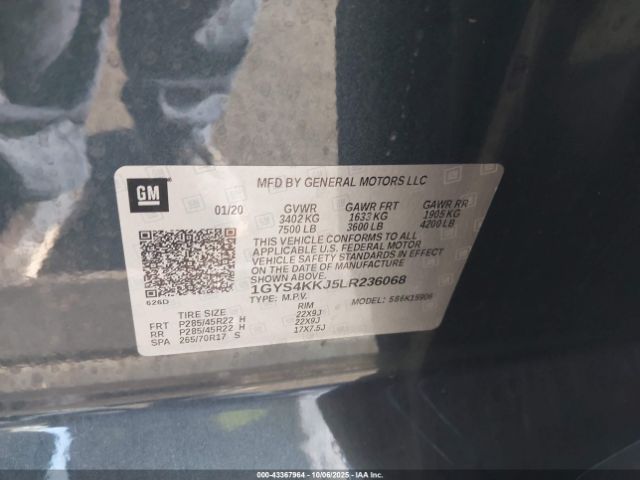 GM
MFD BY GENERAL MOTORS LLC
01/20 GVWR GAWR FRT GAWR RR
3402 KG 1633 KG 1905 KG
7500 LB 3600 LB 4200 LB
THIS VEHICLE CONFORMS TO ALL
APPLICABLE U.S. FEDERAL MOTOR
VEHICLE SAFETY STANDARDS IN EFFECT
ON THE DATE OF MANUFACTURE SHOWN ABOVE.
626D
1GYS4KKJ5LR236068
TYPE: M.P.V. MODEL: S86K15906
TIRE SIZE RIM
FRT P285/45R22 H 22X9J
RR P285/45R22 H 22X9J
SPA 265/70R17 S 17X7.5J
000-43367964 10/06/2025 IAAI.COM